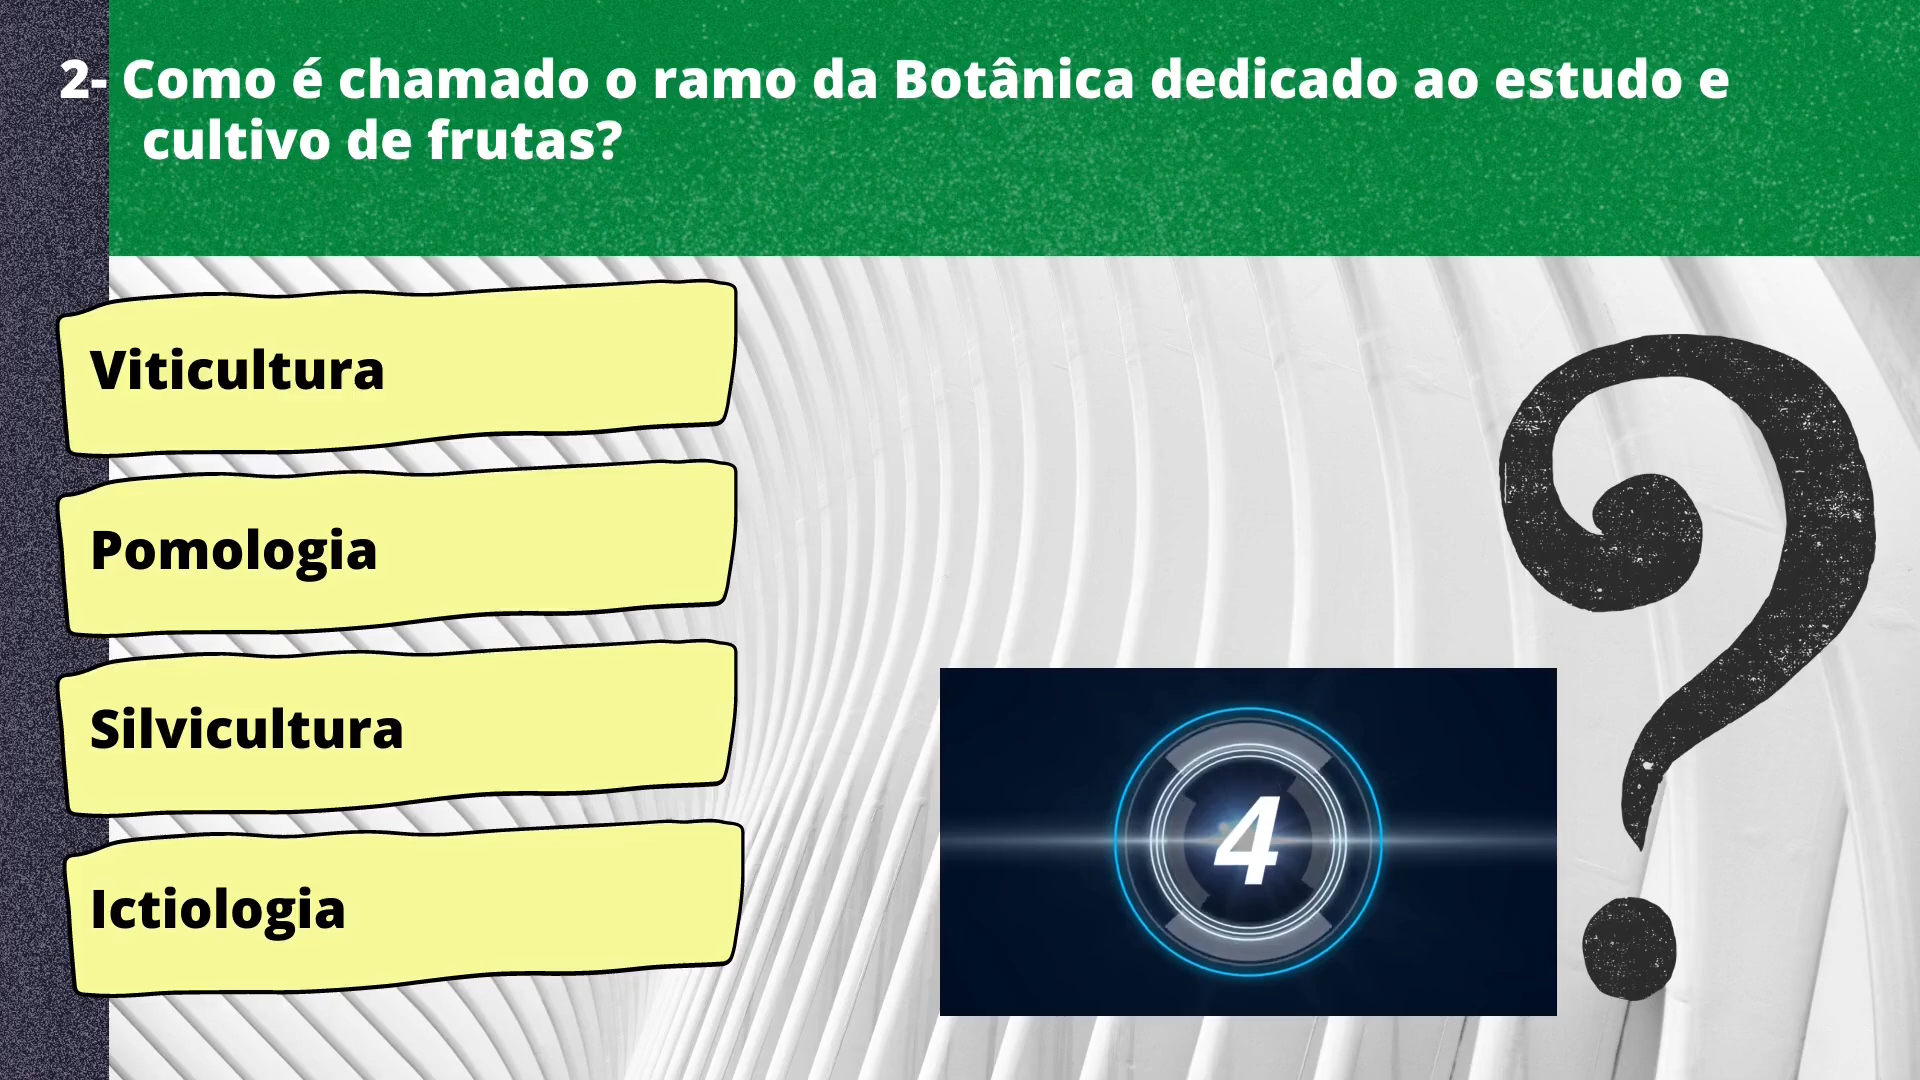 2- Como é chamado o ramo da Botânica dedicado ao estudo e
cultivo de frutas?
Viticultura
Pomologia
Silvicultura
Ictiologia
4